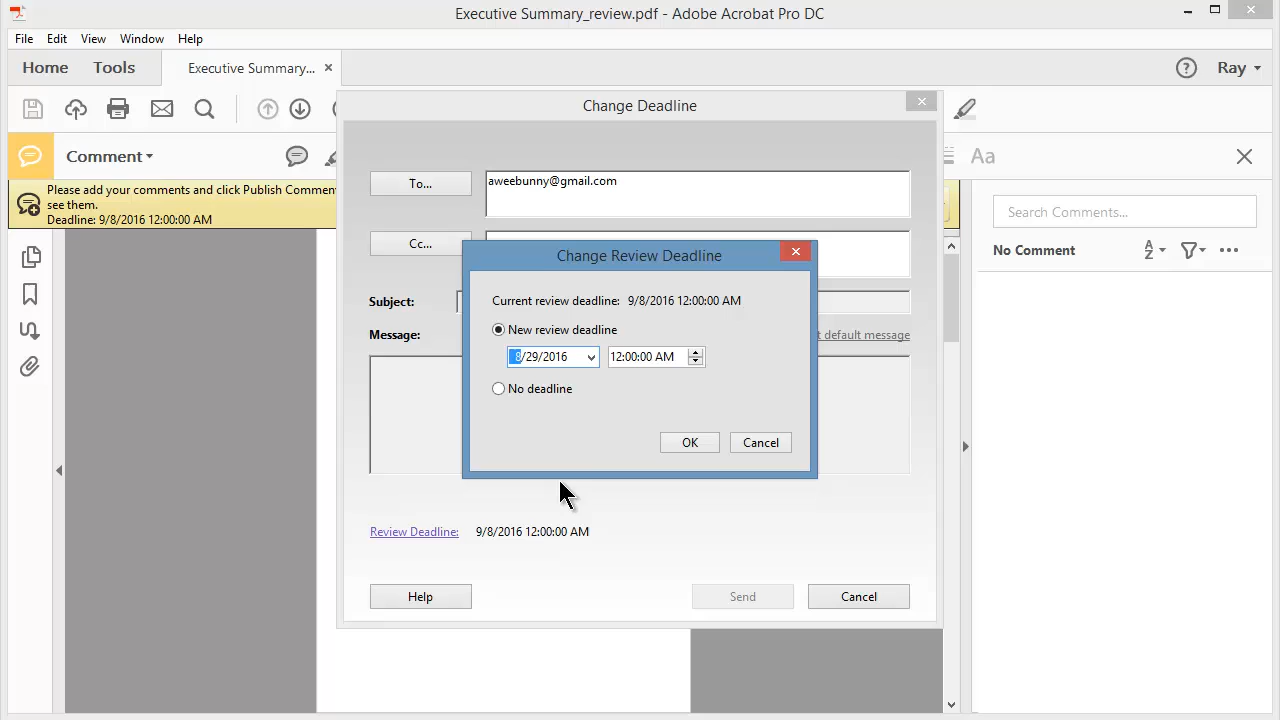 Executive Summary_review.pdf - Adobe Acrobat Pro DC
File Edit View Window Help
Home Tools Executive Summary... × Ray
Change Deadline
Comment
Aa
To... aweebunny@gmail.com
Please add your comments and click Publish Commen
see them.
Deadline: 9/8/2016 12:00:00 AM
Search Comments...
Cc...
No Comment
Change Review Deadline
Current review deadline: 9/8/2016 12:00:00 AM
Subject:
New review deadline
Message:
t default message
8/29/2016 12:00:00 AM
No deadline
OK Cancel
Review Deadline: 9/8/2016 12:00:00 AM
Help Send Cancel